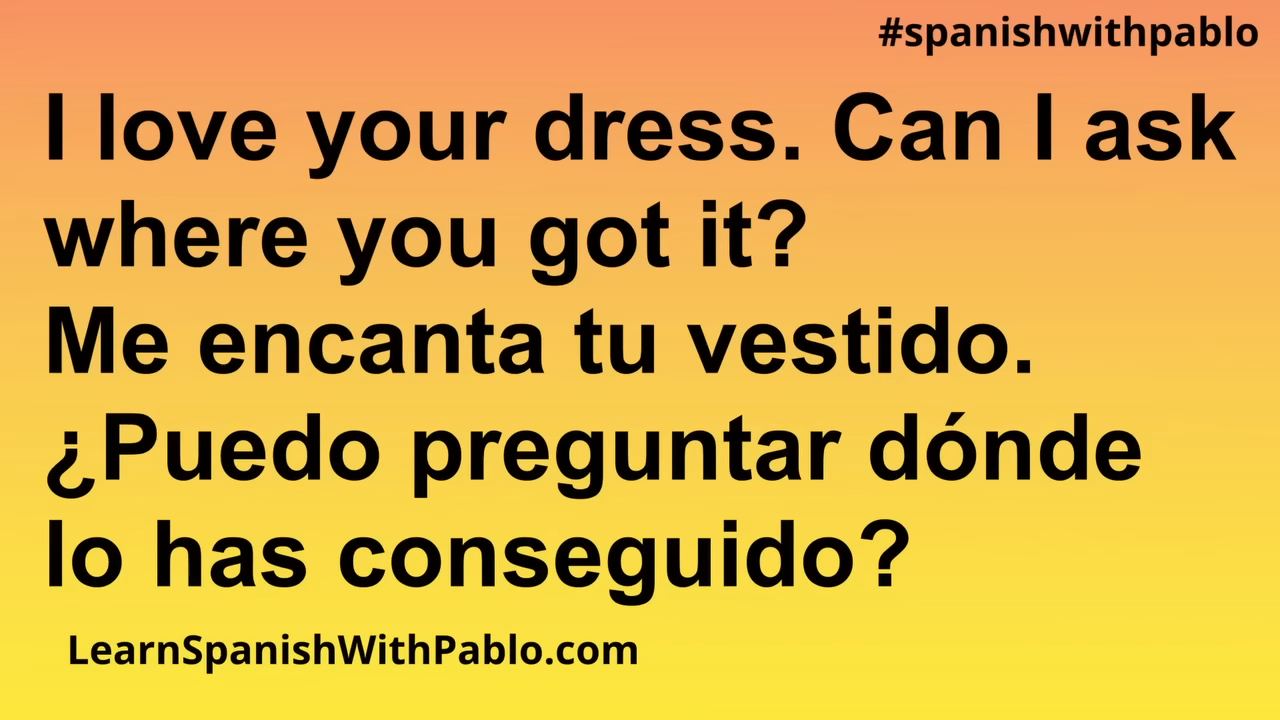 #spanishwithpablo
I love your dress. Can I ask
where you got it?
Me encanta tu vestido.
¿Puedo preguntar dónde
lo has conseguido?
LearnSpanishWithPablo.com